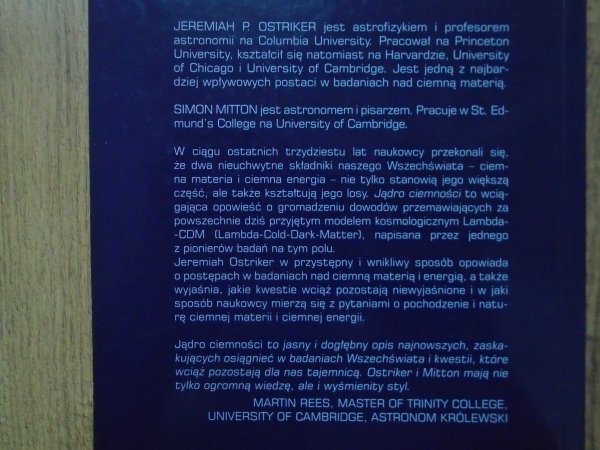 JEREMIAH P. OSTRIKER jest astrofizykiem i profesorem
astronomii na Columbia University. Pracował na Princeton
University, kształcił się natomiast na Harvardzie, University
of Chicago i University of Cambridge. Jest jedną z najbar-
dziej wpływowych postaci w badaniach nad ciemną materią.
SIMON MITTON jest astronomem i pisarzem. Pracuje w St. Ed-
mund's College na University of Cambridge.
W ciągu ostatnich trzydziestu lat naukowcy przekonali się,
że dwa nieuchwytne składniki naszego Wszechświata – ciem-
na materia i ciemna energia – nie tylko stanowią jego większą
część, ale także kształtują jego losy. Jądro ciemności to wcią-
gająca opowieść o gromadzeniu dowodów przemawiających za
powszechnie dziś przyjętym modelem kosmologicznym Lambda-
-CDM (Lambda-Cold-Dark-Matter), napisana przez jednego
z pionierów badań na tym polu.
Jeremiah Ostriker w przystępny i wnikliwy sposób opowiada
o postępach w badaniach nad ciemną materią i energią, a także
wyjaśnia, jakie kwestie wciąż pozostają niewyjaśnione i w jaki
sposób naukowcy mierzą się z pytaniami o pochodzenie i natu-
rę ciemnej materii i ciemnej energii.
Jądro ciemności to jasny i dogłębny opis najnowszych, zaska-
kujących osiągnięć w badaniach Wszechświata i kwestii, które
wciąż pozostają dla nas tajemnicą. Ostriker i Mitton mają nie
tylko ogromną wiedzę, ale i wyśmienity styl.
MARTIN REES, MASTER OF TRINITY COLLEGE,
UNIVERSITY OF CAMBRIDGE, ASTRONOM KRÓLEWSKI